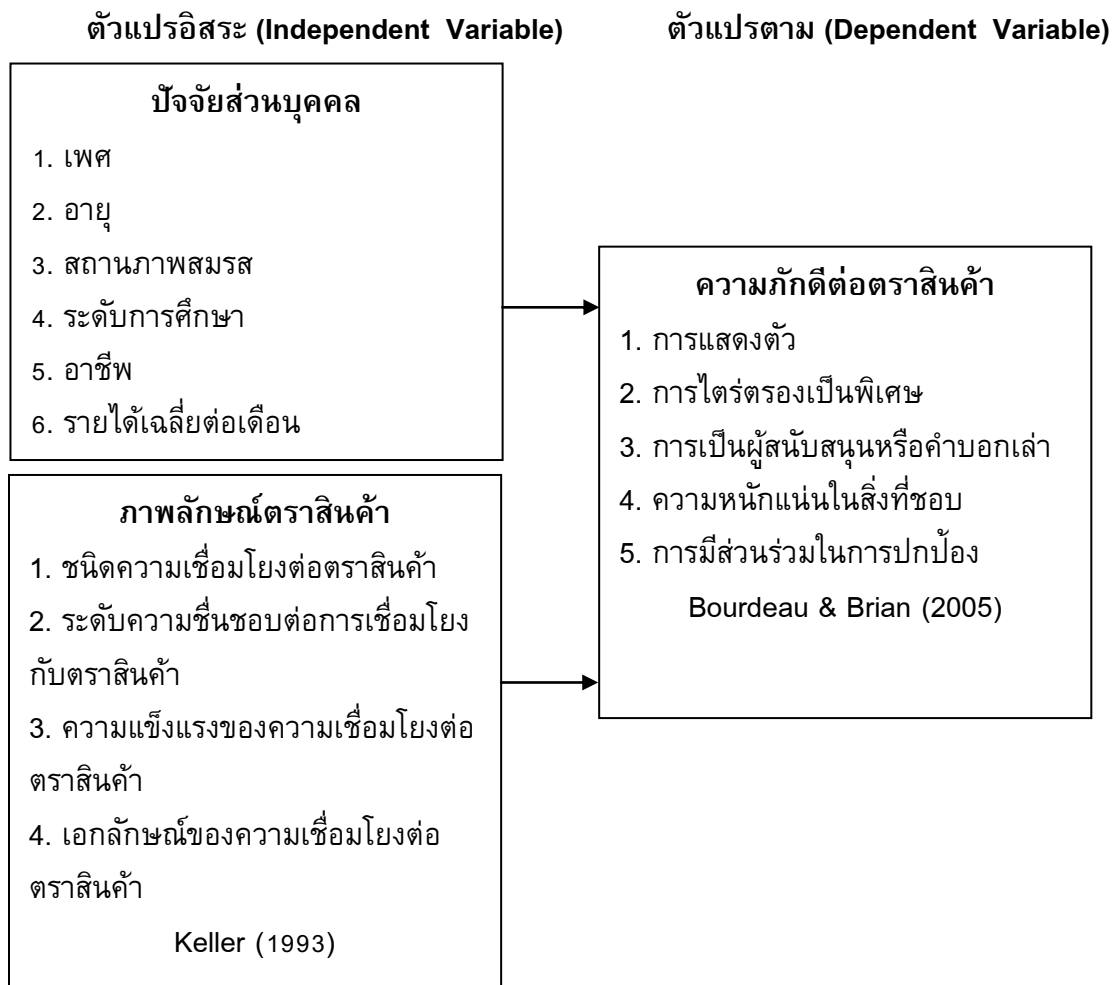 ตัวแปรอิสระ (Independent Variable) ตัวแปรตาม (Dependent Variable)
ปัจจัยส่วนบุคคล
1. เพศ
2. อายุ
3. สถานภาพสมรส
4. ระดับการศึกษา
5. อาชีพ
6. รายได้เฉลี่ยต่อเดือน
ภาพลักษณ์ตราสินค้า
1. ชนิดความเชื่อมโยงต่อตราสินค้า
2. ระดับความชื่นชอบต่อการเชื่อมโยง
กับตราสินค้า
3. ความแข็งแรงของความเชื่อมโยงต่อ
ตราสินค้า
4. เอกลักษณ์ของความเชื่อมโยงต่อ
ตราสินค้า
Keller (1993)
ความภักดีต่อตราสินค้า
1. การแสดงตัว
2. การไตร่ตรองเป็นพิเศษ
3. การเป็นผู้สนับสนุนหรือคำบอกเล่า
4. ความหนักแน่นในสิ่งที่ชอบ
5. การมีส่วนร่วมในการปกป้อง
Bourdeau & Brian (2005)